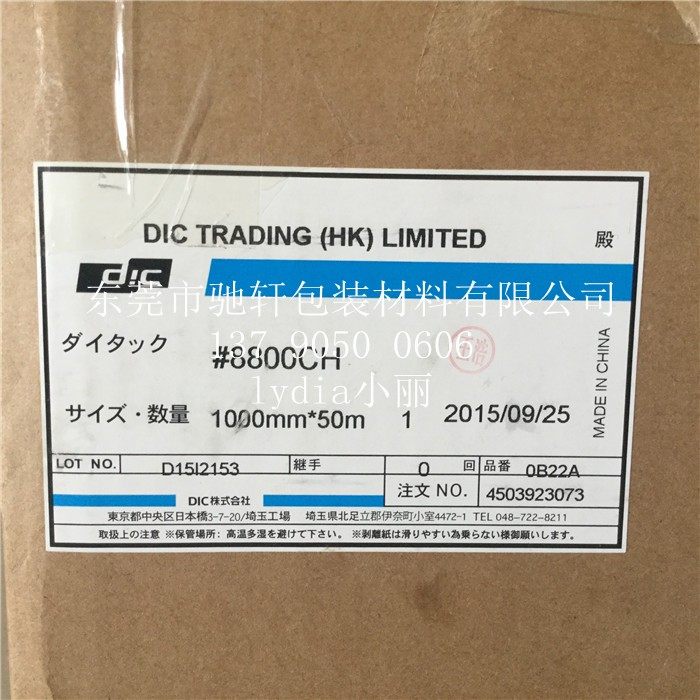 DIC TRADING (HK) LIMITED 殿
dic
东莞市驰轩包装材料有限公司
ダイタック #8800CH
137 9050 0606
lydia小丽
サイズ・数量 1000mm*50m 1 2015/09/25
MADE IN CHINA
LOT NO. D15I2153 継手 0 回 品番 0B22A
注文 NO. 4503923073
DIC株式会社
東京都中央区日本橋3-7-20/埼玉工場 埼玉県北足立郡伊奈町小室4472-1 TEL 048-722-8211
取扱上の注意 ※保管場所：高温多湿を避けて下さい。 ※剥離紙は滑りやすい為乗らない様御願いします。